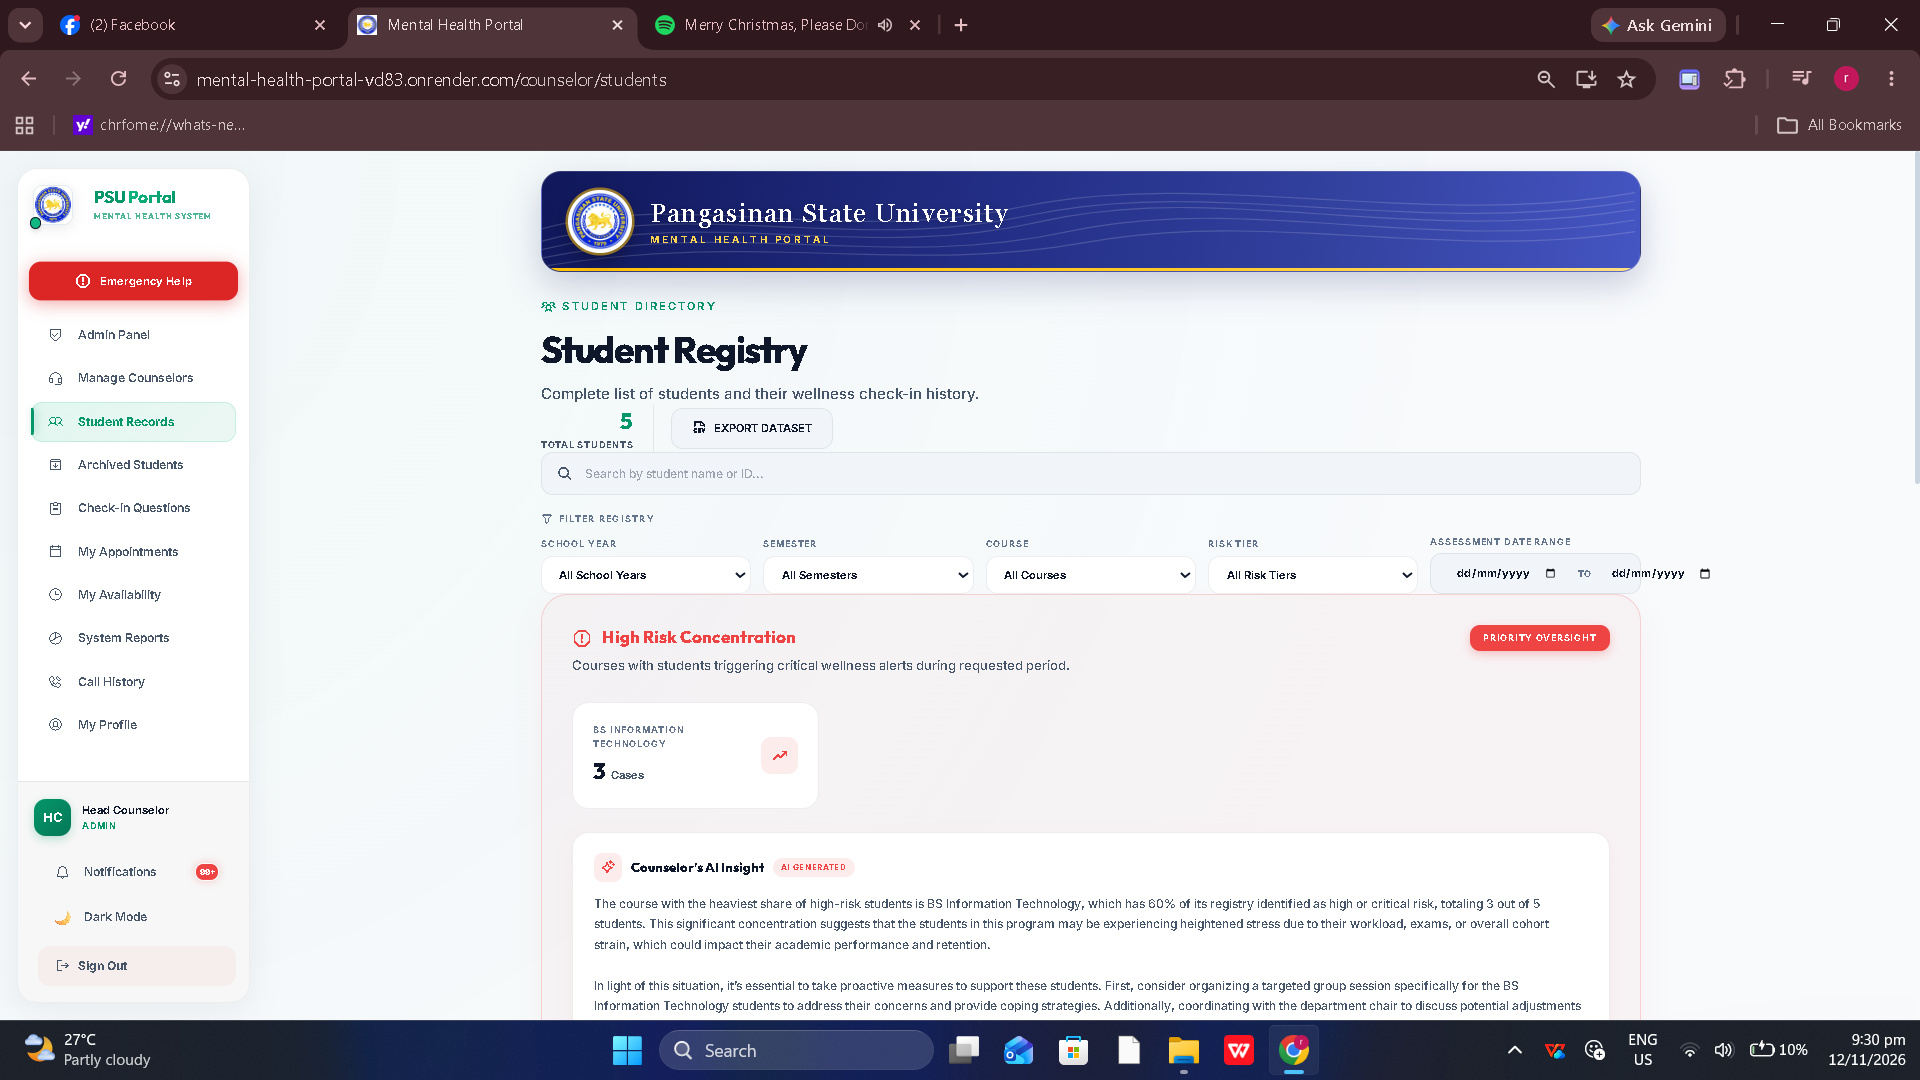 (2) Facebook
Mental Health Portal
Merry Christmas, Please Do
Ask Gemini
mental-health-portal-vd83.onrender.com/counselor/students
r
y!
chrfome://whats-ne...
All Bookmarks
PSU Portal
MENTAL HEALTH SYSTEM
Emergency Help
Admin Panel
Manage Counselors
Student Records
Archived Students
Check-in Questions
My Appointments
My Availability
System Reports
Call History
My Profile
HC
Head Counselor
ADMIN
Notifications
99+
Dark Mode
Sign Out
Pangasinan State University
MENTAL HEALTH PORTAL
STUDENT DIRECTORY
Student Registry
Complete list of students and their wellness check-in history.
5
TOTAL STUDENTS
EXPORT DATASET
Search by student name or ID...
FILTER REGISTRY
SCHOOL YEAR
SEMESTER
COURSE
RISK TIER
ASSESSMENT DATE RANGE
All School Years
All Semesters
All Courses
All Risk Tiers
dd/mm/yyyy
TO
dd/mm/yyyy
High Risk Concentration
PRIORITY OVERSIGHT
Courses with students triggering critical wellness alerts during requested period.
BS INFORMATION
TECHNOLOGY
3 Cases
Counselor's AI Insight
AI GENERATED
The course with the heaviest share of high-risk students is BS Information Technology, which has 60% of its registry identified as high or critical risk, totaling 3 out of 5
students. This significant concentration suggests that the students in this program may be experiencing heightened stress due to their workload, exams, or overall cohort
strain, which could impact their academic performance and retention.
In light of this situation, it's essential to take proactive measures to support these students. First, consider organizing a targeted group session specifically for the BS
Information Technology students to address their concerns and provide coping strategies. Additionally, coordinating with the department chair to discuss potential adjustments
27°C
Partly cloudy
Search
ENG
US
10%
9:30 pm
12/11/2026